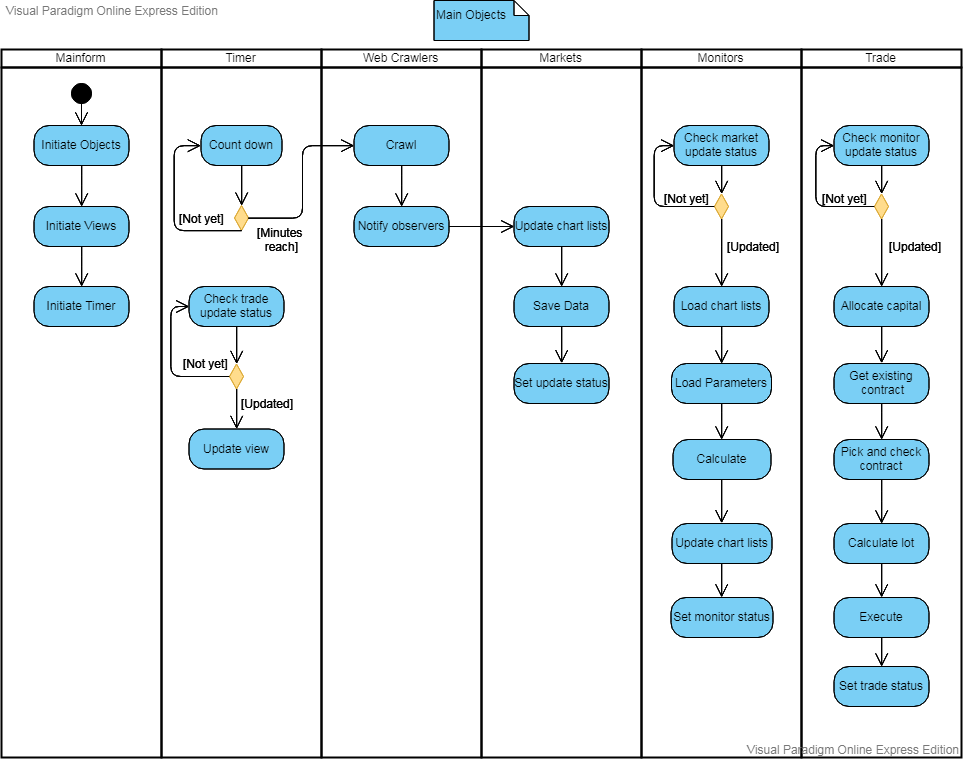 Visual Paradigm Online Express Edition
Main Objects
Mainform
Timer
Web Crawlers
Markets
Monitors
Trade
Initiate Objects
Initiate Views
Initiate Timer
Count down
[Not yet]
[Minutes
reach]
Check trade
update status
[Not yet]
[Updated]
Update view
Crawl
Notify observers
Update chart lists
Save Data
Set update status
Check market
update status
[Not yet]
[Updated]
Load chart lists
Load Parameters
Calculate
Update chart lists
Set monitor status
Check monitor
update status
[Not yet]
[Updated]
Allocate capital
Get existing
contract
Pick and check
contract
Calculate lot
Execute
Set trade status
Visual Paradigm Online Express Edition